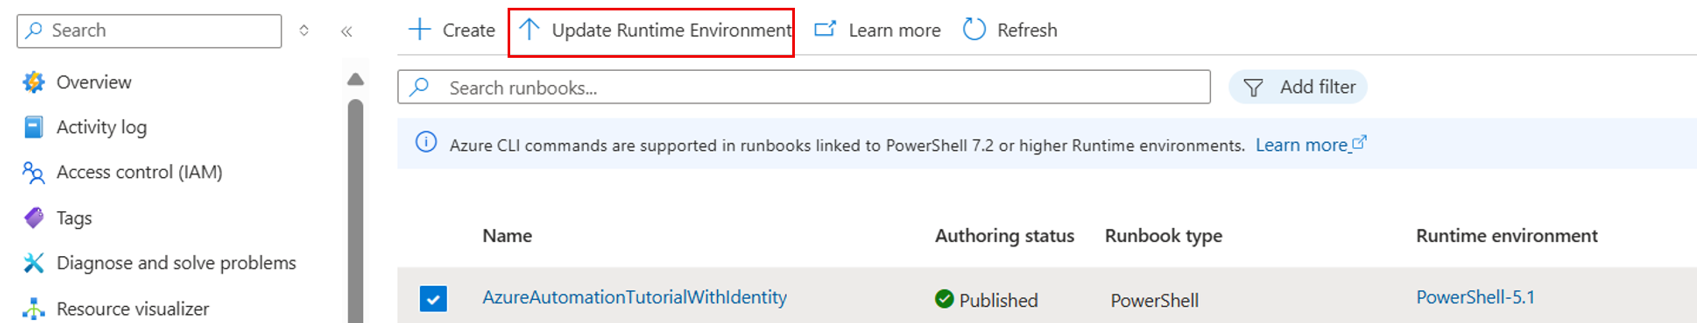 Search
Overview
Activity log
Access control (IAM)
Tags
Diagnose and solve problems
Resource visualizer
Create
Update Runtime Environment
Learn more
Refresh
Search runbooks...
Add filter
Azure CLI commands are supported in runbooks linked to PowerShell 7.2 or higher Runtime environments. Learn more
Name Authoring status Runbook type Runtime environment
AzureAutomationTutorialWithIdentity Published PowerShell PowerShell-5.1